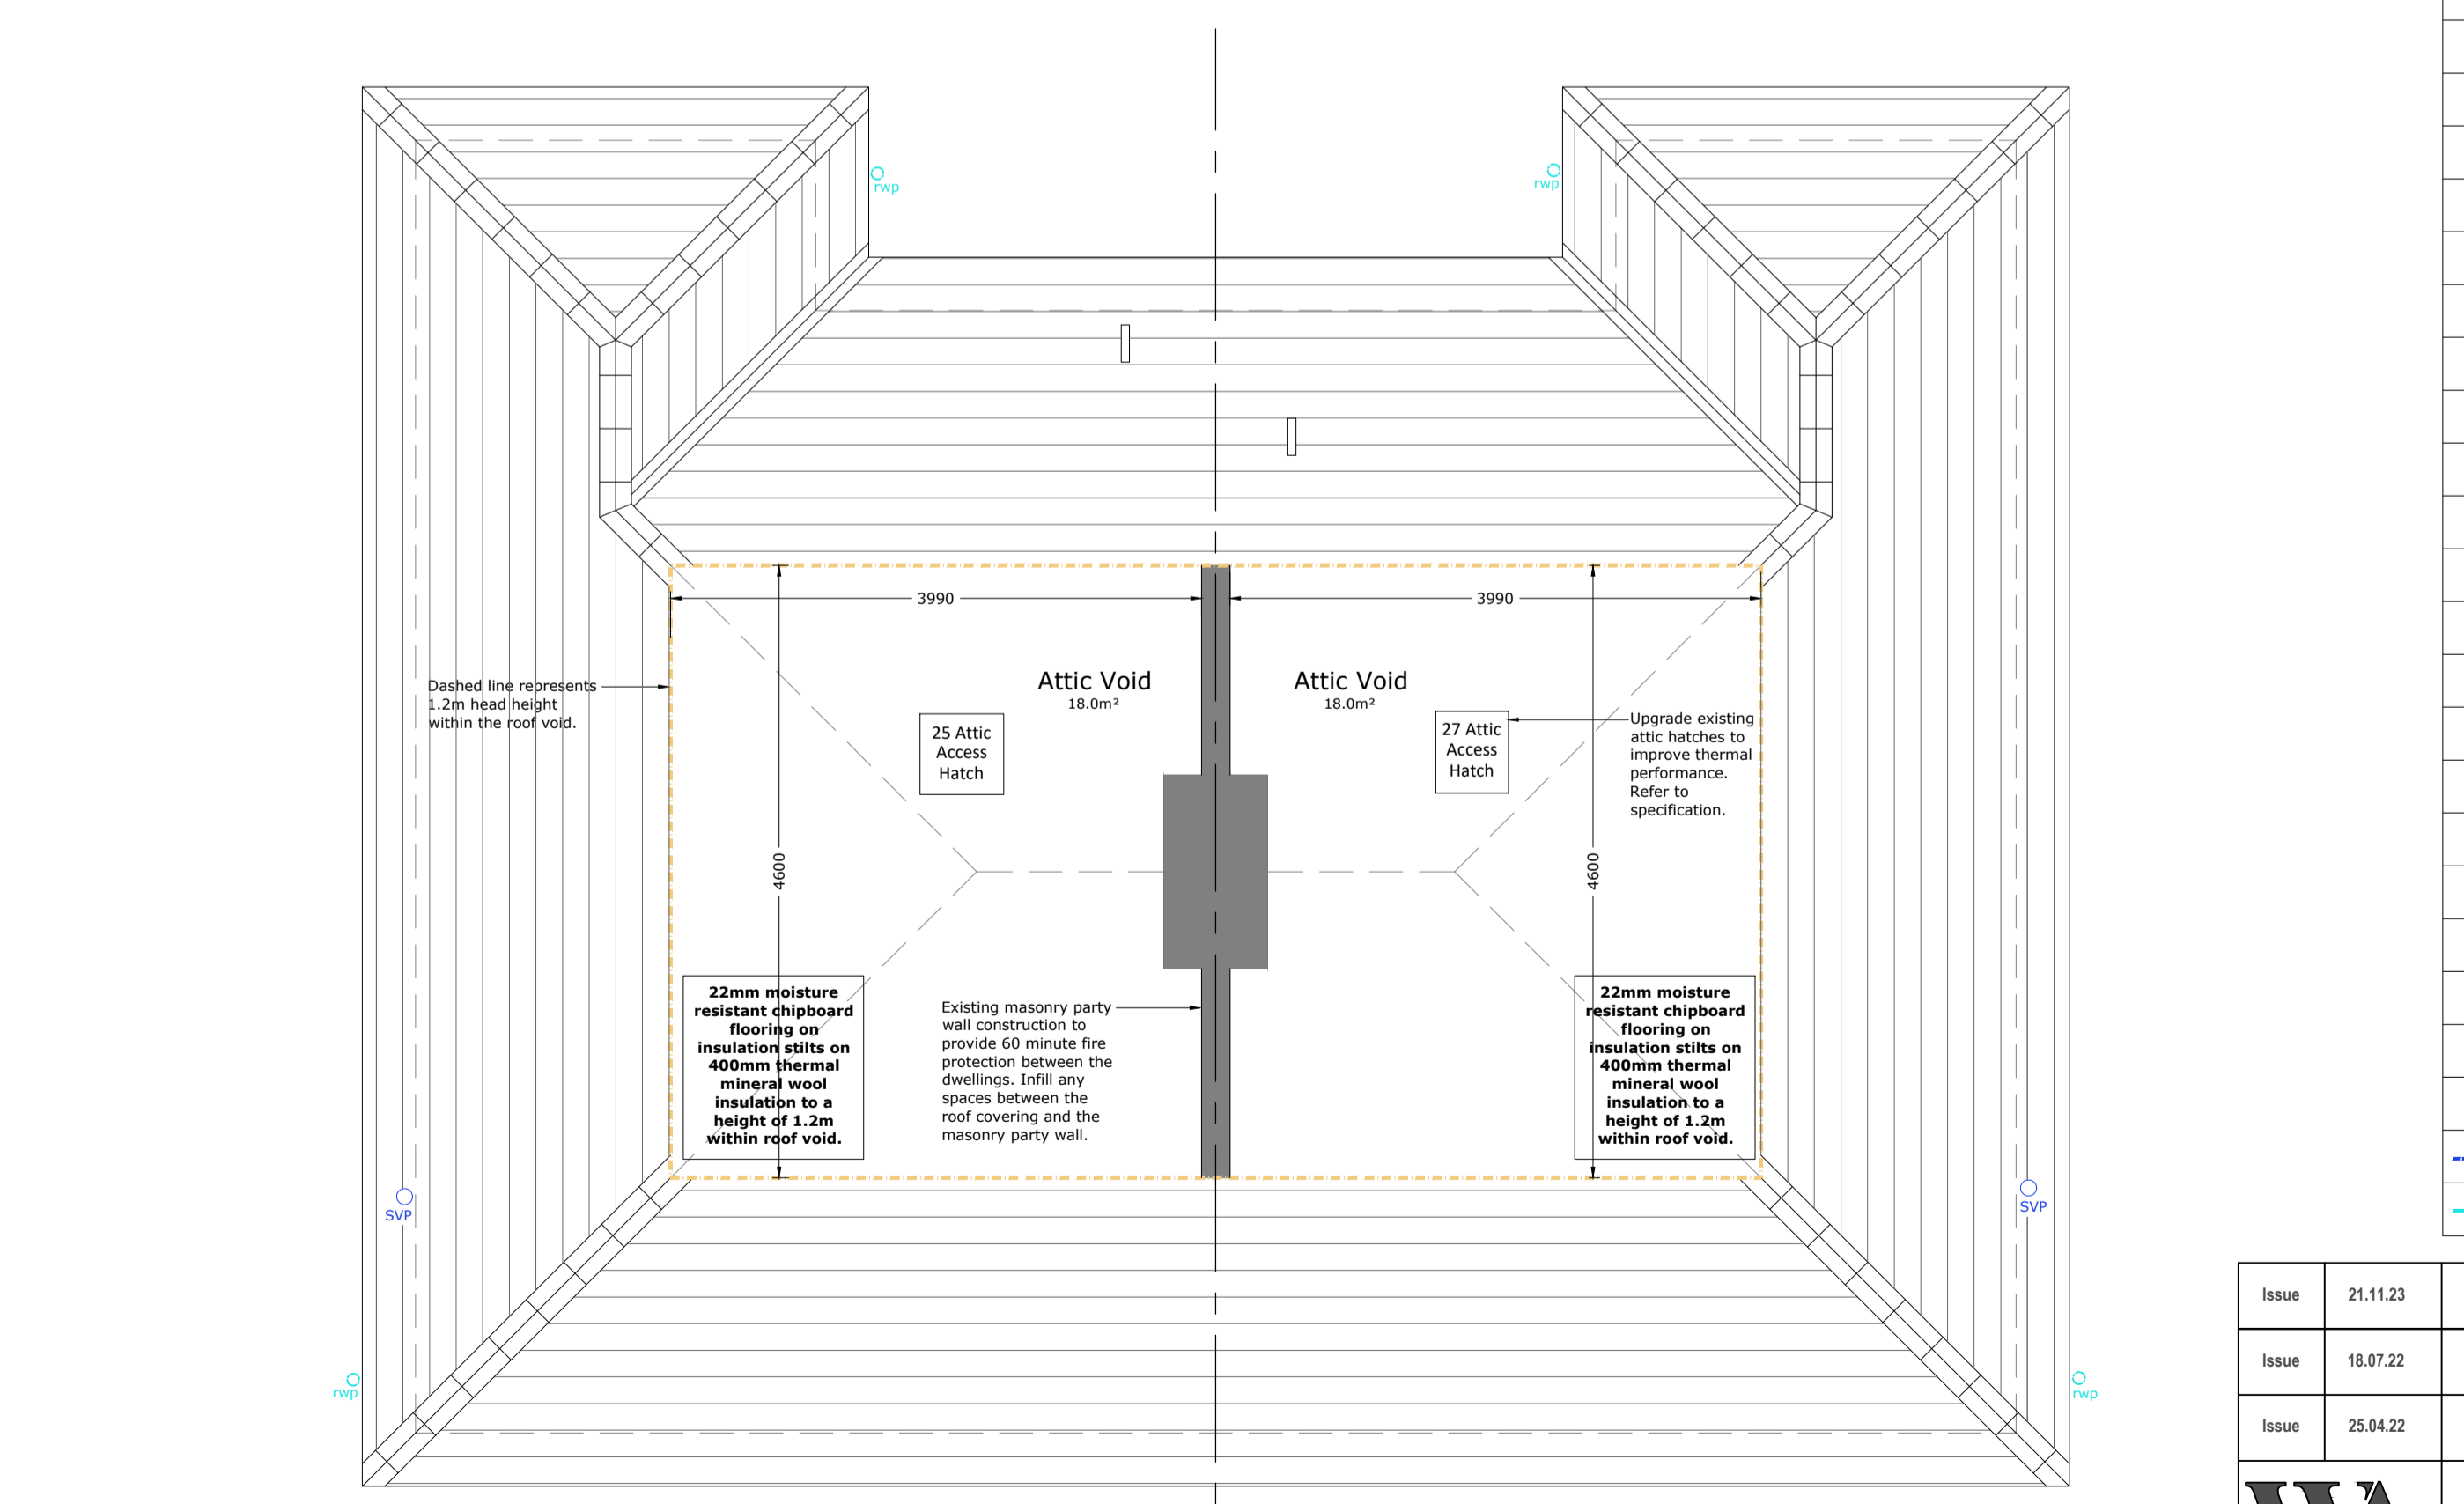 rwp
rwp
3990
3990
Attic Void
18.0m²
Attic Void
18.0m²
Dashed line represents
1.2m head height
within the roof void.
25 Attic
Access
Hatch
27 Attic
Access
Hatch
Upgrade existing
attic hatches to
improve thermal
performance.
Refer to
specification.
4600
4600
22mm moisture
resistant chipboard
flooring on
insulation stilts on
400mm thermal
mineral wool
insulation to a
height of 1.2m
within roof void.
Existing masonry party
wall construction to
provide 60 minute fire
protection between the
dwellings. Infill any
spaces between the
roof covering and the
masonry party wall.
22mm moisture
resistant chipboard
flooring on
insulation stilts on
400mm thermal
mineral wool
insulation to a
height of 1.2m
within roof void.
SVP
SVP
rwp
rwp
Issue 21.11.23
Issue 18.07.22
Issue 25.04.22